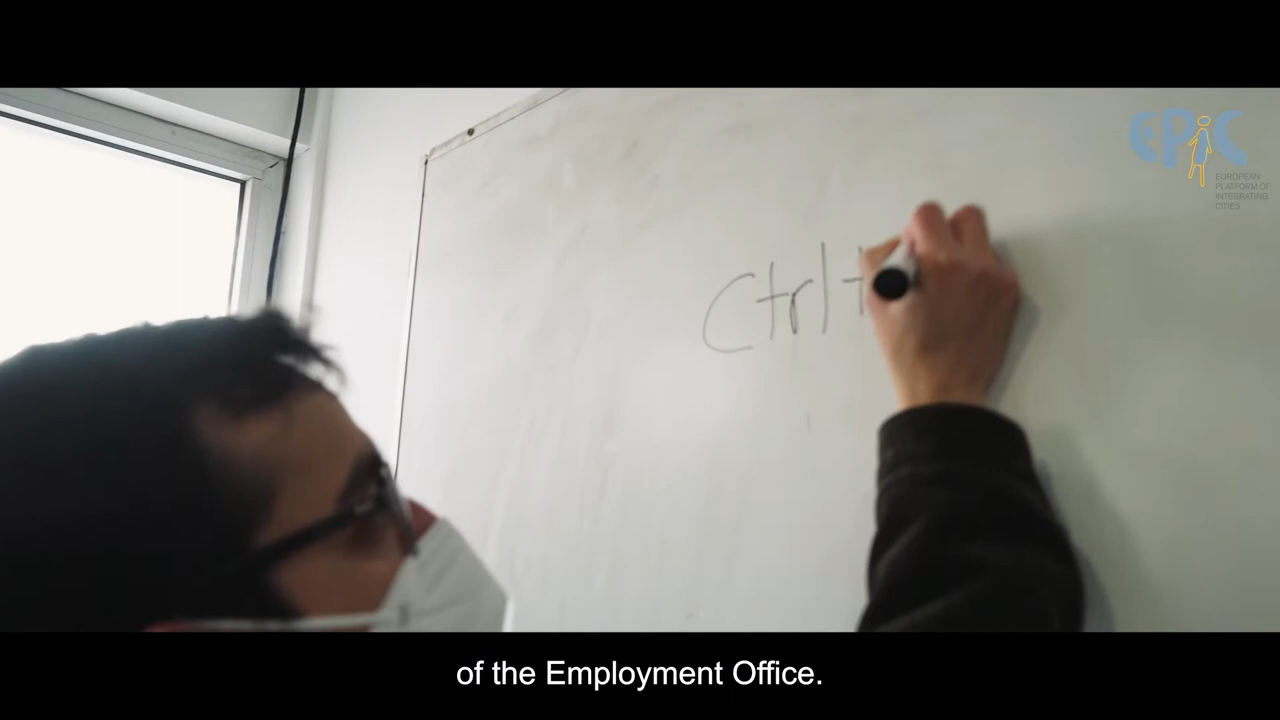 EPiC
EUROPEAN
PLATFORM OF
INTEGRATING
CITIES
Ctrl+
of the Employment Office.